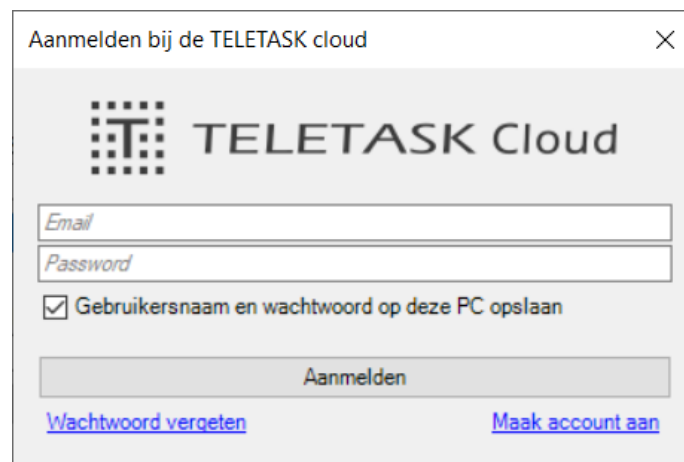 Aanmelden bij de TELETASK cloud
TELETASK Cloud
Email
Password
Gebruikersnaam en wachtwoord op deze PC opslaan
Aanmelden
Wachtwoord vergeten
Maak account aan